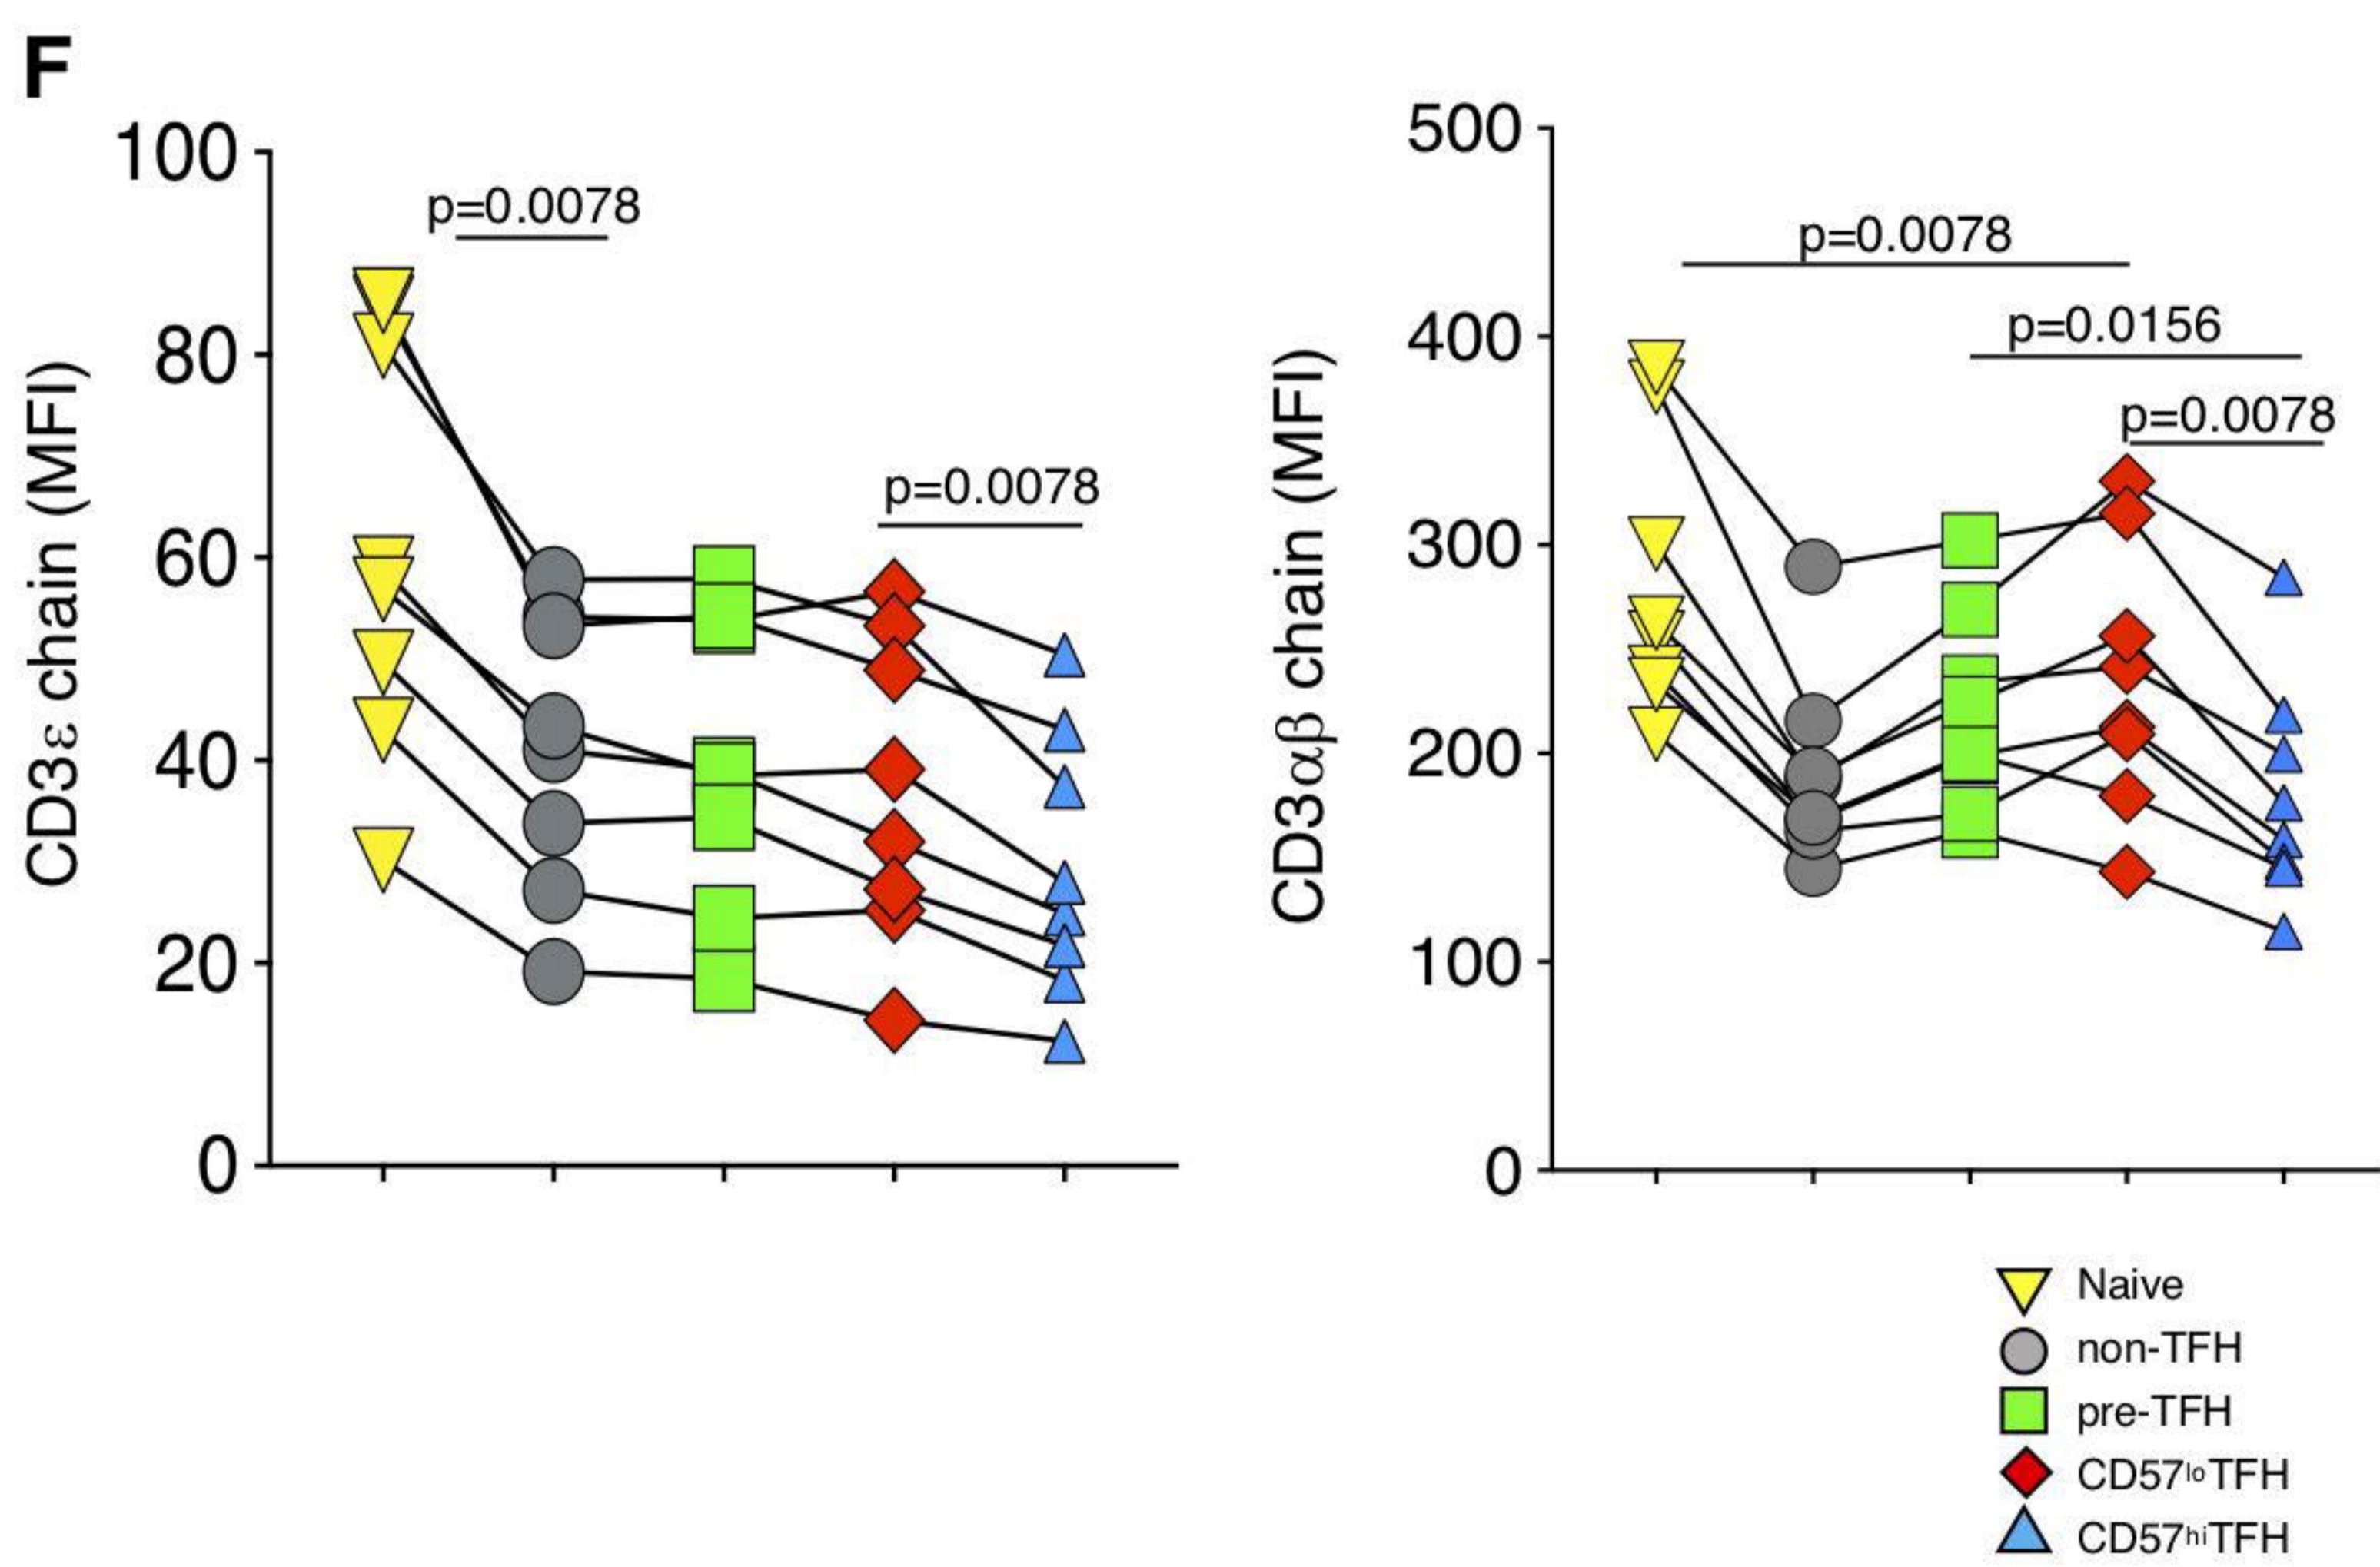 F
CD3ε chain (MFI)
100
80
60
40
20
0
p=0.0078
p=0.0078
CD3αβ chain (MFI)
500
400
300
200
100
0
p=0.0078
p=0.0156
p=0.0078
Naive
non-TFH
pre-TFH
CD57loTFH
CD57hiTFH